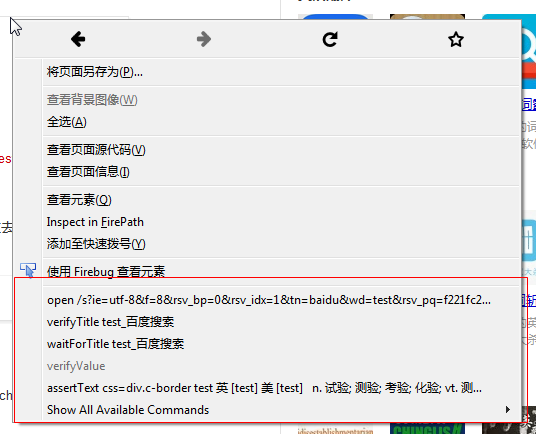 将页面另存为(P)...
查看背景图像(W)
全选(A)
查看页面源代码(V)
查看页面信息(I)
查看元素(Q)
Inspect in FirePath
添加至快速拨号(Y)
使用 Firebug 查看元素
open /s?ie=utf-8&f=8&rsv_bp=0&rsv_idx=1&tn=baidu&wd=test&rsv_pq=f221fc2...
verifyTitle test_百度搜索
waitForTitle test_百度搜索
verifyValue
assertText css=div.c-border test 英 [test] 美 [test] n. 试验; 测验; 考验; 化验; vt. 测...
Show All Available Commands
idisestablishmentarian
CHINGLISH